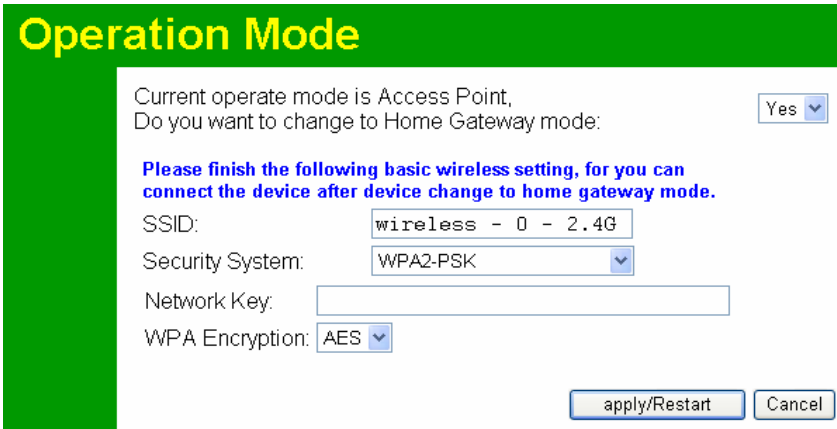 Operation Mode
Current operate mode is Access Point,
Do you want to change to Home Gateway mode: Yes
Please finish the following basic wireless setting, for you can
connect the device after device change to home gateway mode.
SSID: wireless - 0 - 2.4G
Security System: WPA2-PSK
Network Key:
WPA Encryption: AES
apply/Restart Cancel